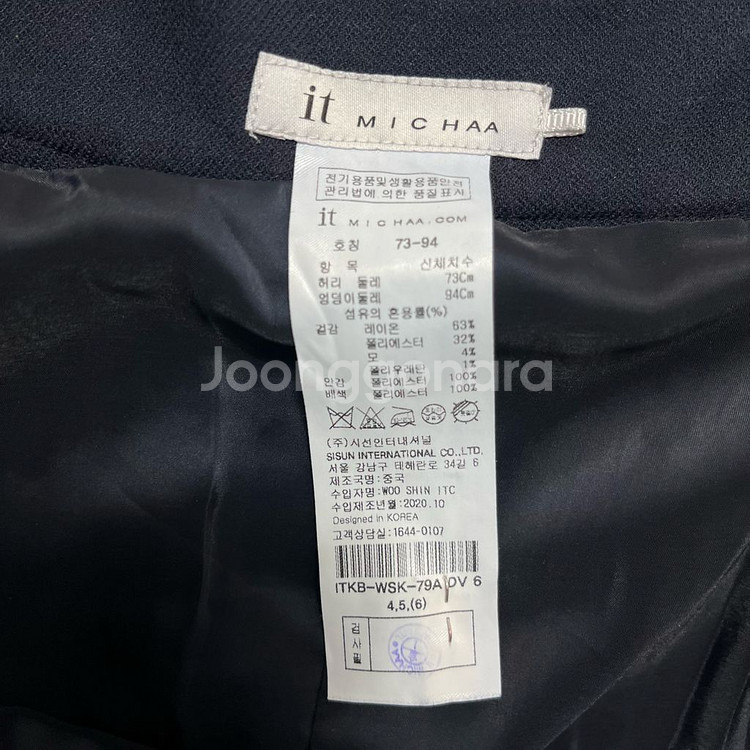 it MICHAA
전기용품및생활용품안전
관리법에 의한 품질표시
it MICHAA.COM
호칭 73-94
항 목 신체치수
허리 둘레 73Cm
엉덩이둘레 94Cm
섬유의 혼용률(%)
겉감 레이온 63%
폴리에스터 32%
모 4%
폴리우레탄 1%
안감 폴리에스터 100%
배색 폴리에스터 100%
Joonggonara
(주)시선인터내셔널
SISUN INTERNATIONAL CO.,LTD.
서울 강남구 테헤란로 34길 6
제조국명:중국
수입자명:WOO SHIN ITC
수입제조년월:2020.10
Designed in KOREA
고객상담실:1644-0107
ITKB-WSK-79A DV 6
4,5,(6)
검
사
필